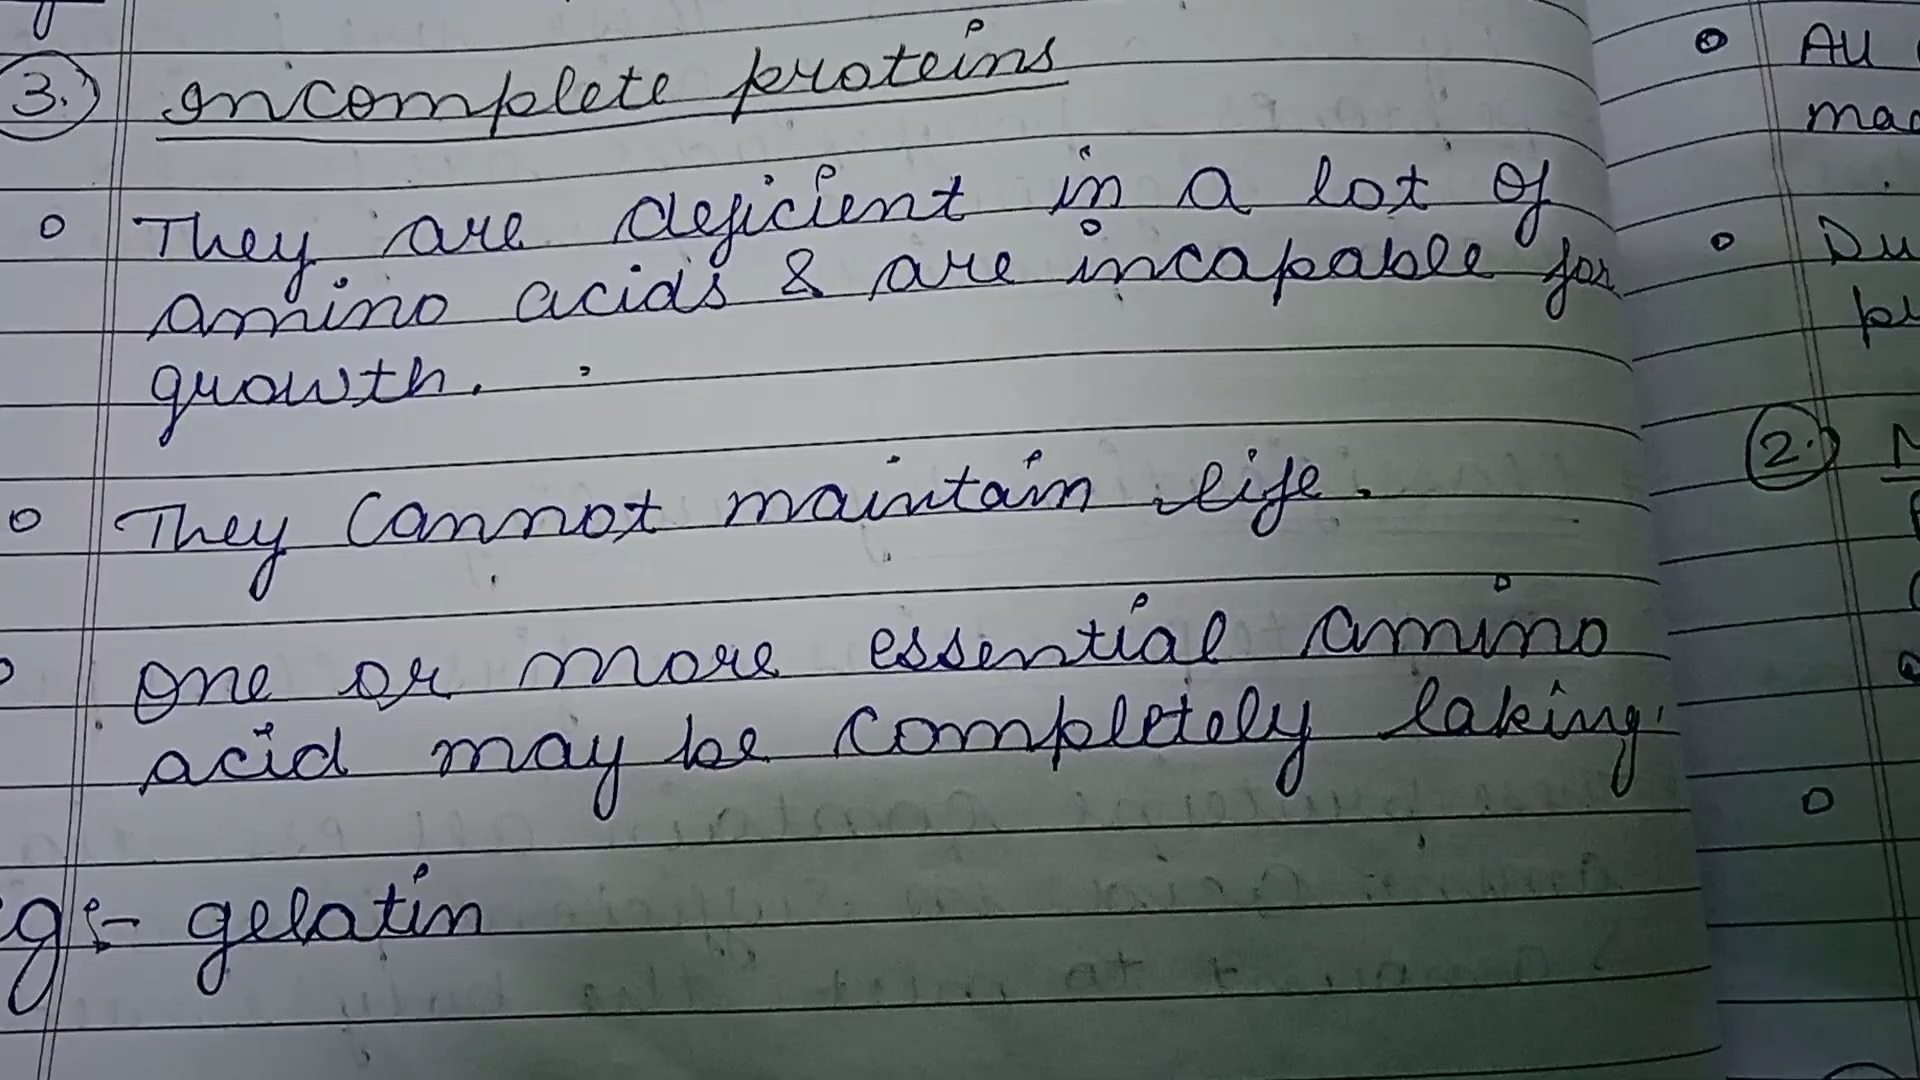 3. Incomplete proteins
They are deficient in a lot of
amino acids & are incapable for
growth.
They cannot maintain life.
One or more essential amino
acid may be completely laking.
eg:- gelatin
All
Du
2.